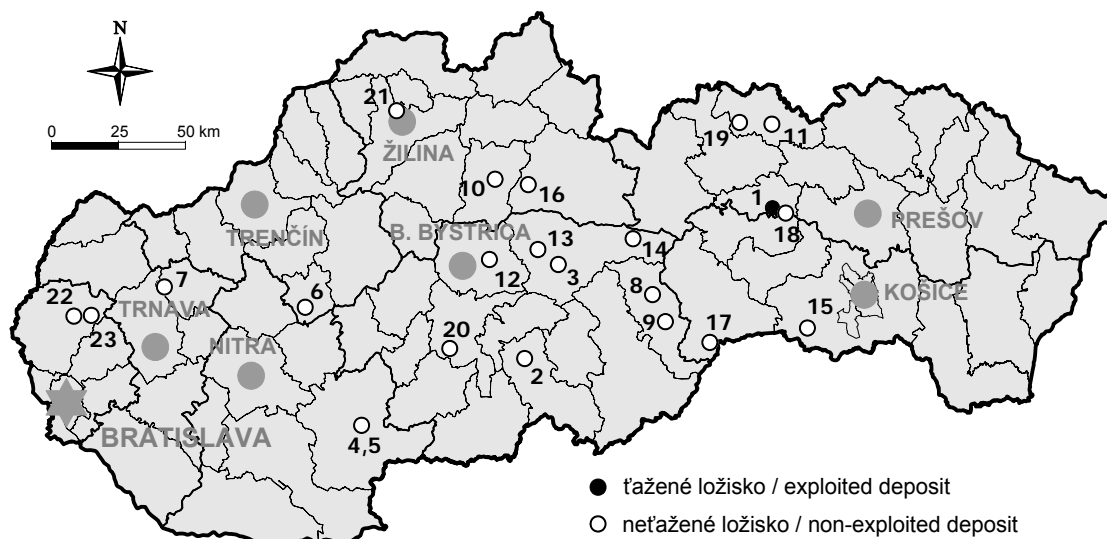 N
0 25 50 km
21
ŽILINA
19
11
10
16
1
PREŠOV
18
TRENČÍN
B. BYSTRICA
13
14
12
3
7
TRNAVA
6
8
KOŠICE
22
23
9
15
17
NITRA
20
2
BRATISLAVA
4,5
ťažené ložisko / exploited deposit
neťažené ložisko / non-exploited deposit